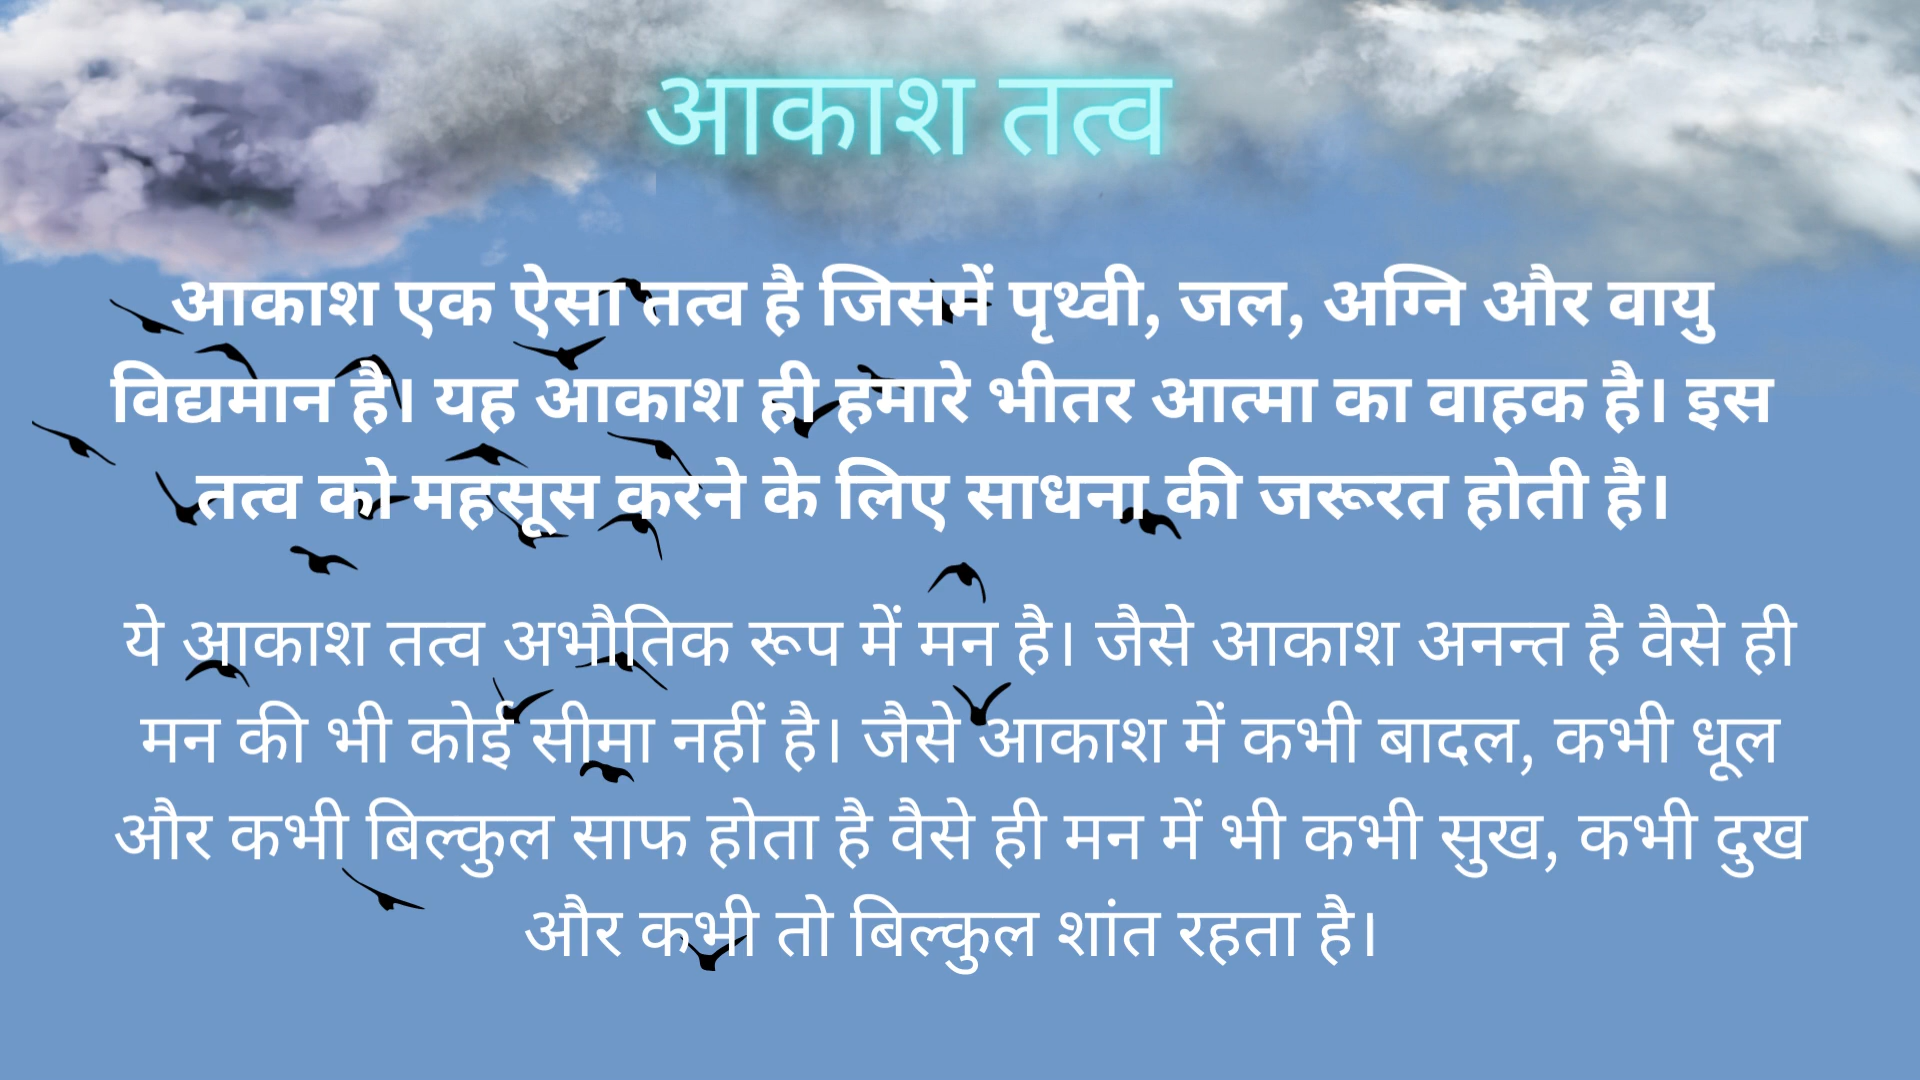 आकाश तत्व
आकाश एक ऐसा तत्व है जिसमें पृथ्वी, जल, अग्नि और वायु
विद्यमान है। यह आकाश ही हमारे भीतर आत्मा का वाहक है। इस
तत्व को महसूस करने के लिए साधना की जरूरत होती है।
ये आकाश तत्व अभौतिक रूप में मन है। जैसे आकाश अनन्त है वैसे ही
मन की भी कोई सीमा नहीं है। जैसे आकाश में कभी बादल, कभी धूल
और कभी बिल्कुल साफ होता है वैसे ही मन में भी कभी सुख, कभी दुख
और कभी तो बिल्कुल शांत रहता है।